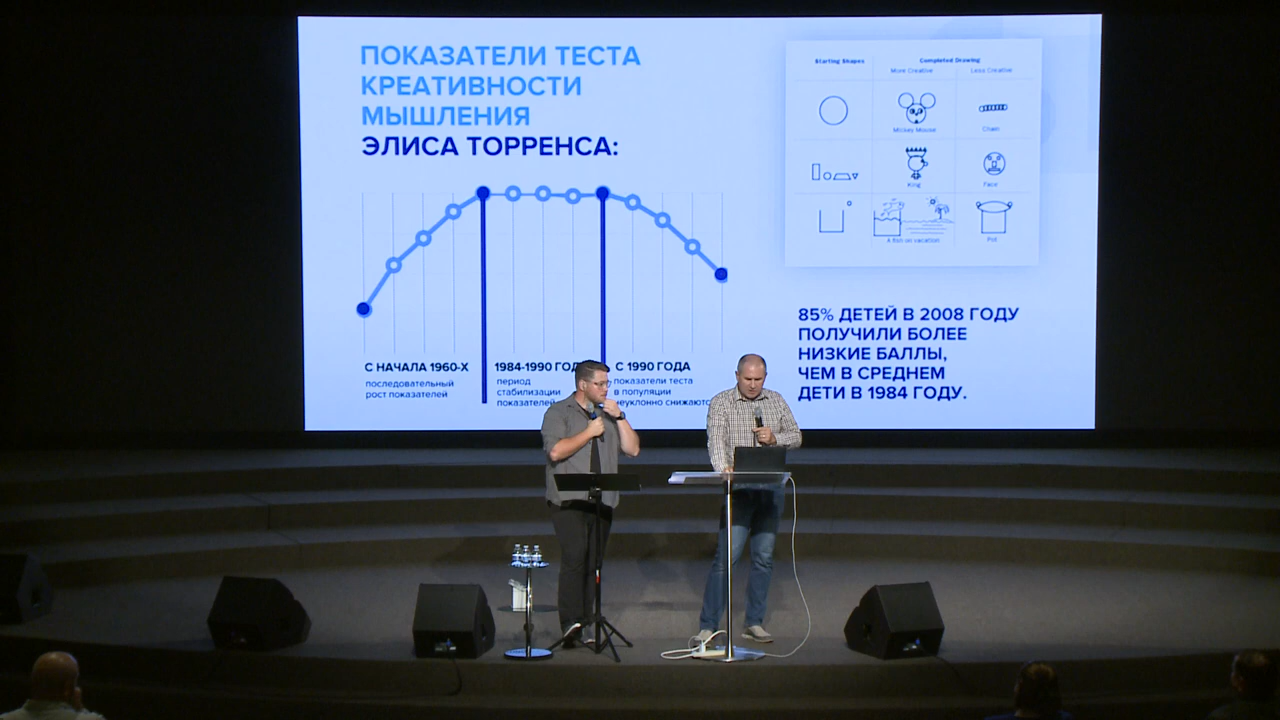 ПОКАЗАТЕЛИ ТЕСТА
КРЕАТИВНОСТИ
МЫШЛЕНИЯ
ЭЛИСА ТОРРЕНСА:
С НАЧАЛА 1960-Х
последовательный
рост показателей
1984-1990 ГОД
период
стабилизации
показателей
С 1990 ГОДА
показатели теста
в популяции
неуклонно снижаютс
Starting Shapes
Completed Drawing
More Creative
Less Creative
Mickey Mouse
Chain
King
Face
A fish on vacation
Pot
85% ДЕТЕЙ В 2008 ГОДУ
ПОЛУЧИЛИ БОЛЕЕ
НИЗКИЕ БАЛЛЫ,
ЧЕМ В СРЕДНЕМ
ДЕТИ В 1984 ГОДУ.